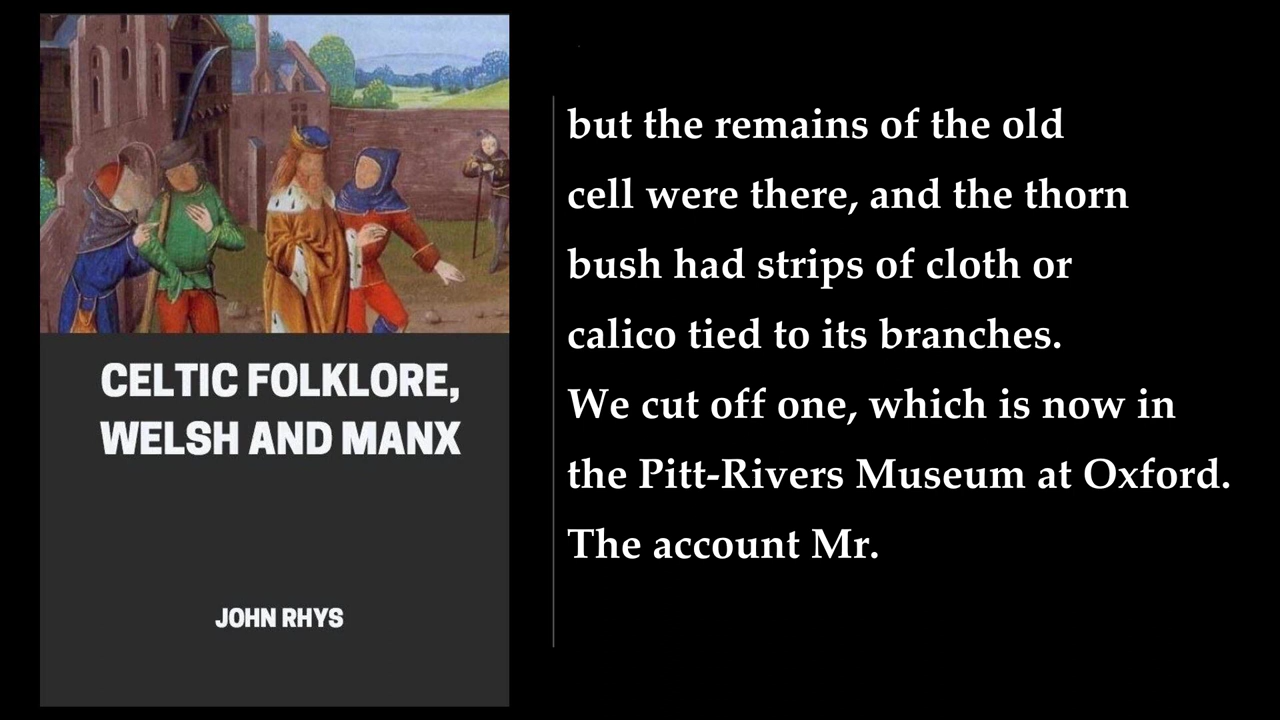 CELTIC FOLKLORE,
WELSH AND MANX
JOHN RHYS
but the remains of the old
cell were there, and the thorn
bush had strips of cloth or
calico tied to its branches.
We cut off one, which is now in
the Pitt-Rivers Museum at Oxford.
The account Mr.